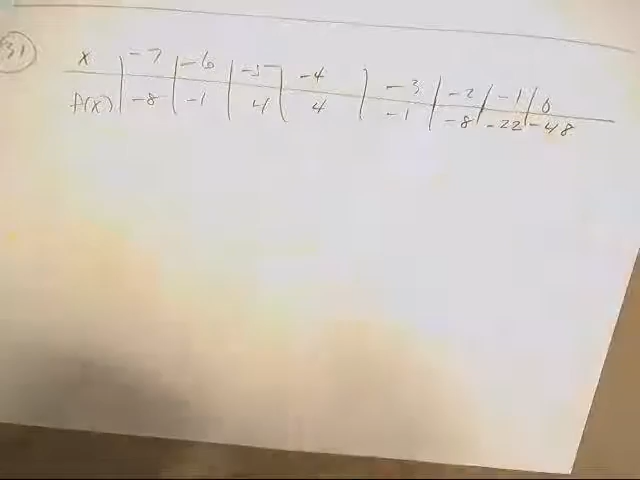 31
x | -7 | -6 | -5 | -4 | -3 | -2 | -1 | 0
f(x) | -8 | -1 | 4 | 4 | -1 | -8 | -22 | -48